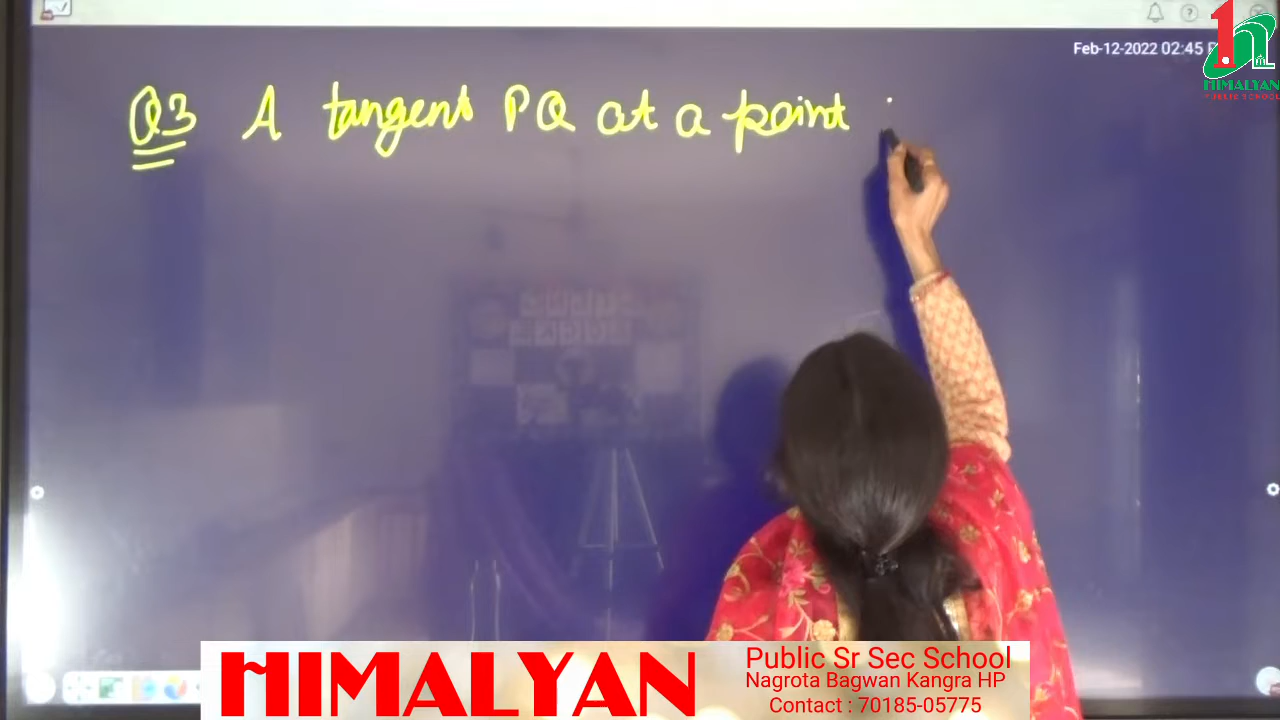 Feb-12-2022 02:45
HIMALYAN
Q3 A tangent PQ at a point
HIMALYAN
Public Sr Sec School
Nagrota Bagwan Kangra HP
Contact : 70185-05775